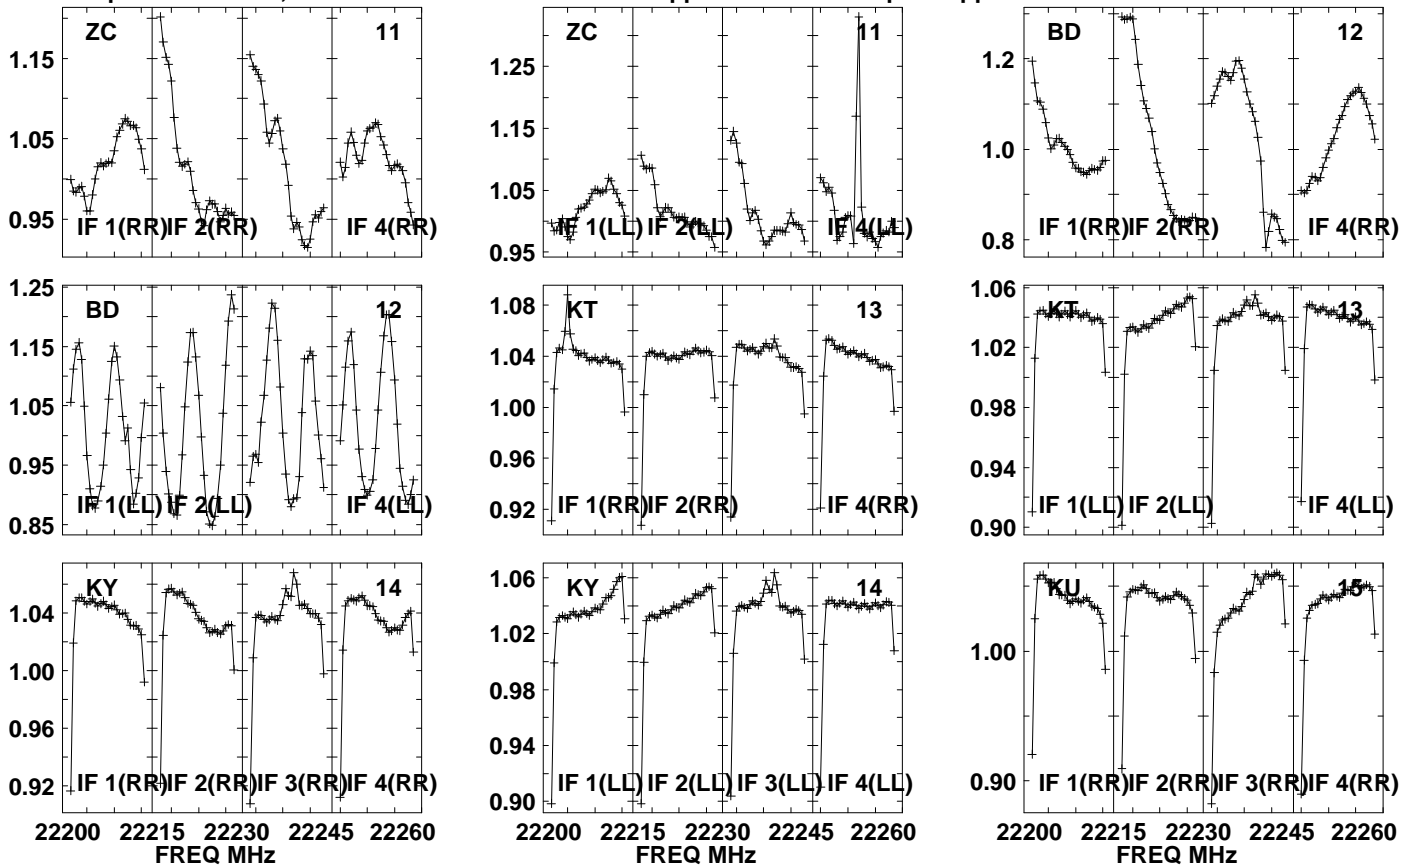 ZC 11
1.15
1.05
0.95
IF 1(RR) IF 2(RR) IF 4(RR)
ZC 11
1.25
1.15
1.05
0.95
IF 1(LL) IF 2(LL) IF 4(LL)
BD 12
1.2
1.0
0.8
IF 1(RR) IF 2(RR) IF 4(RR)
BD 12
1.25
1.15
1.05
0.95
0.85
IF 1(LL) IF 2(LL) IF 4(LL)
KT 13
1.08
1.04
1.00
0.96
0.92
IF 1(RR) IF 2(RR) IF 4(RR)
KT 13
1.06
1.02
0.98
0.94
0.90
IF 1(LL) IF 2(LL) IF 4(LL)
KY 14
1.04
1.00
0.96
0.92
IF 1(RR) IF 2(RR) IF 3(RR) IF 4(RR)
22200 22215 22230 22245 22260
FREQ MHz
KY 14
1.06
1.02
0.98
0.94
0.90
IF 1(LL) IF 2(LL) IF 3(LL) IF 4(LL)
22200 22215 22230 22245 22260
FREQ MHz
KU 15
1.00
0.90
IF 1(RR) IF 2(RR) IF 3(RR) IF 4(RR)
22200 22215 22230 22245 22260
FREQ MHz